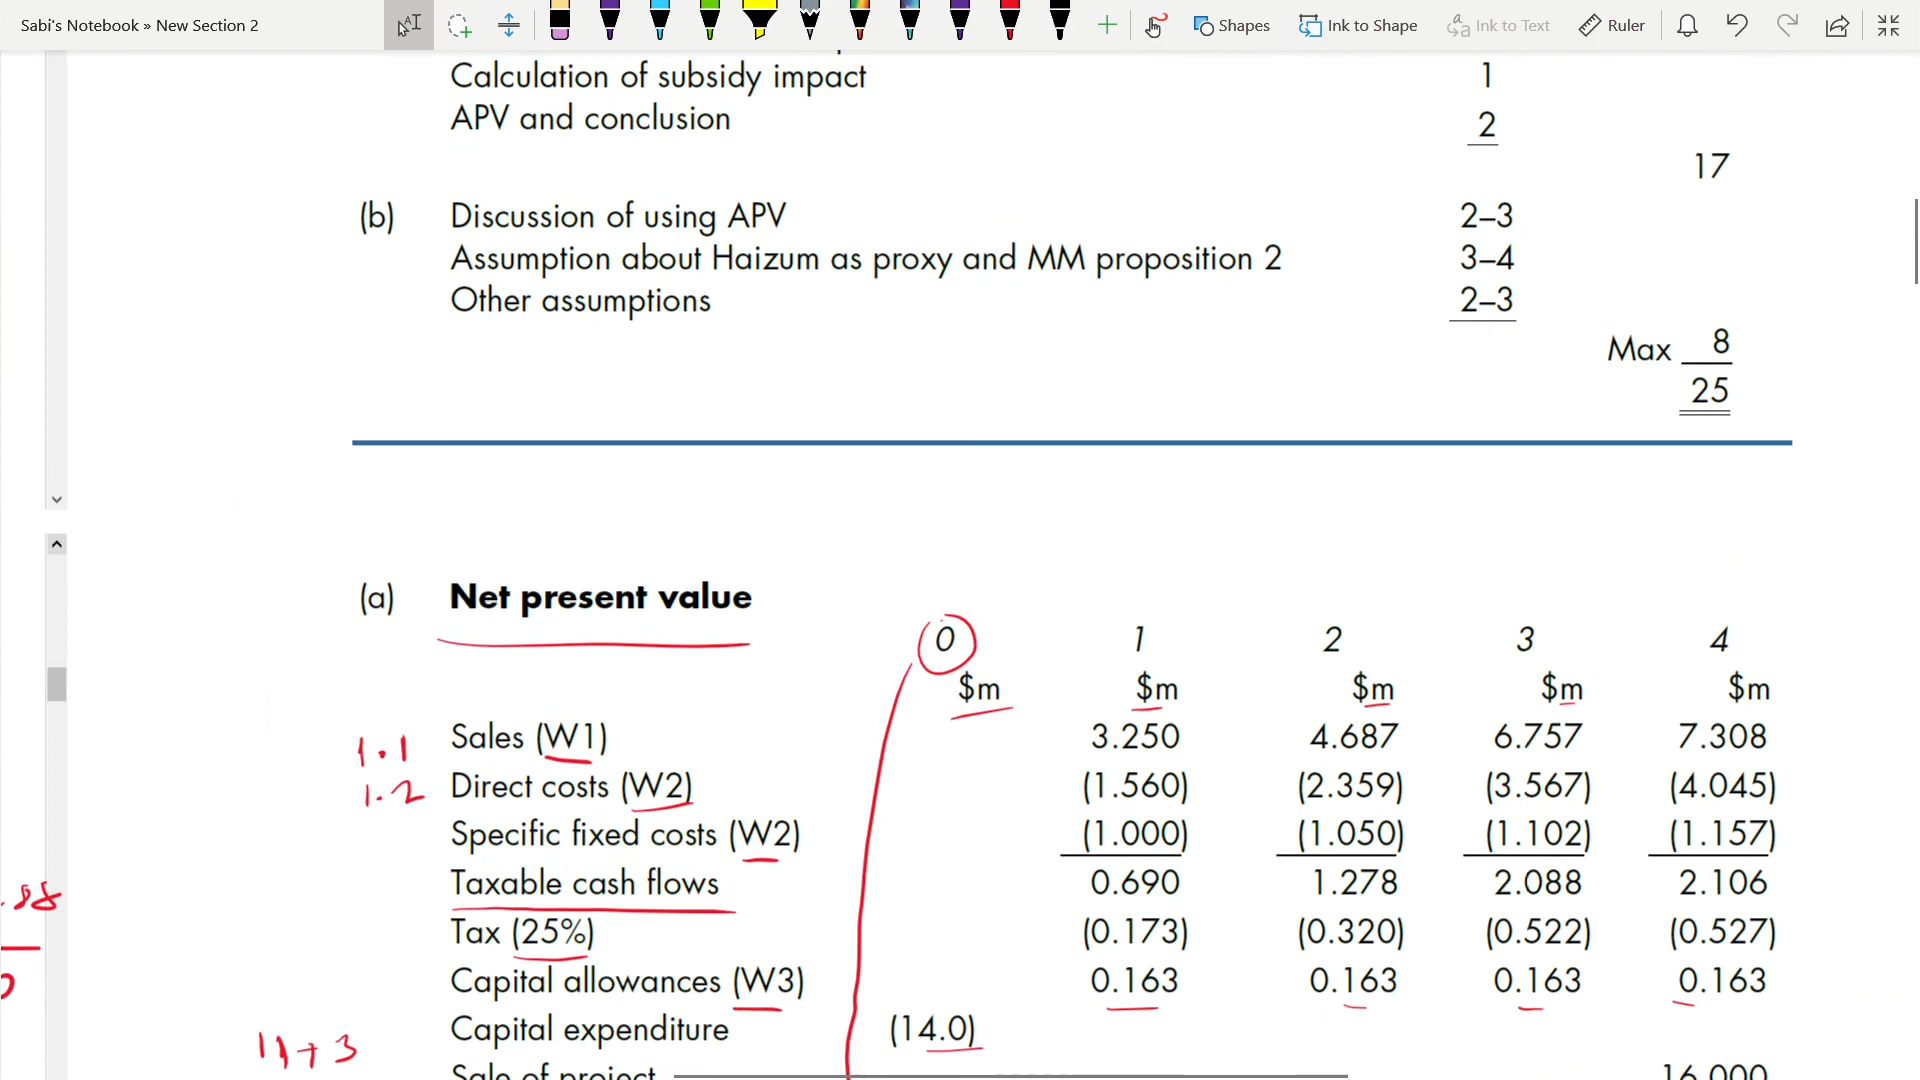 Sabi's Notebook » New Section 2
Shapes Ink to Shape Ink to Text Ruler
Calculation of subsidy impact 1
APV and conclusion 2
17
(b) Discussion of using APV 2–3
Assumption about Haizum as proxy and MM proposition 2 3–4
Other assumptions 2–3
Max 8
25
(a) Net present value
0 1 2 3 4
$m $m $m $m $m
1.1 Sales (W1) 3.250 4.687 6.757 7.308
1.2 Direct costs (W2) (1.560) (2.359) (3.567) (4.045)
Specific fixed costs (W2) (1.000) (1.050) (1.102) (1.157)
Taxable cash flows 0.690 1.278 2.088 2.106
Tax (25%) (0.173) (0.320) (0.522) (0.527)
Capital allowances (W3) 0.163 0.163 0.163 0.163
Capital expenditure (14.0)
11+3
Sale of project 16.000